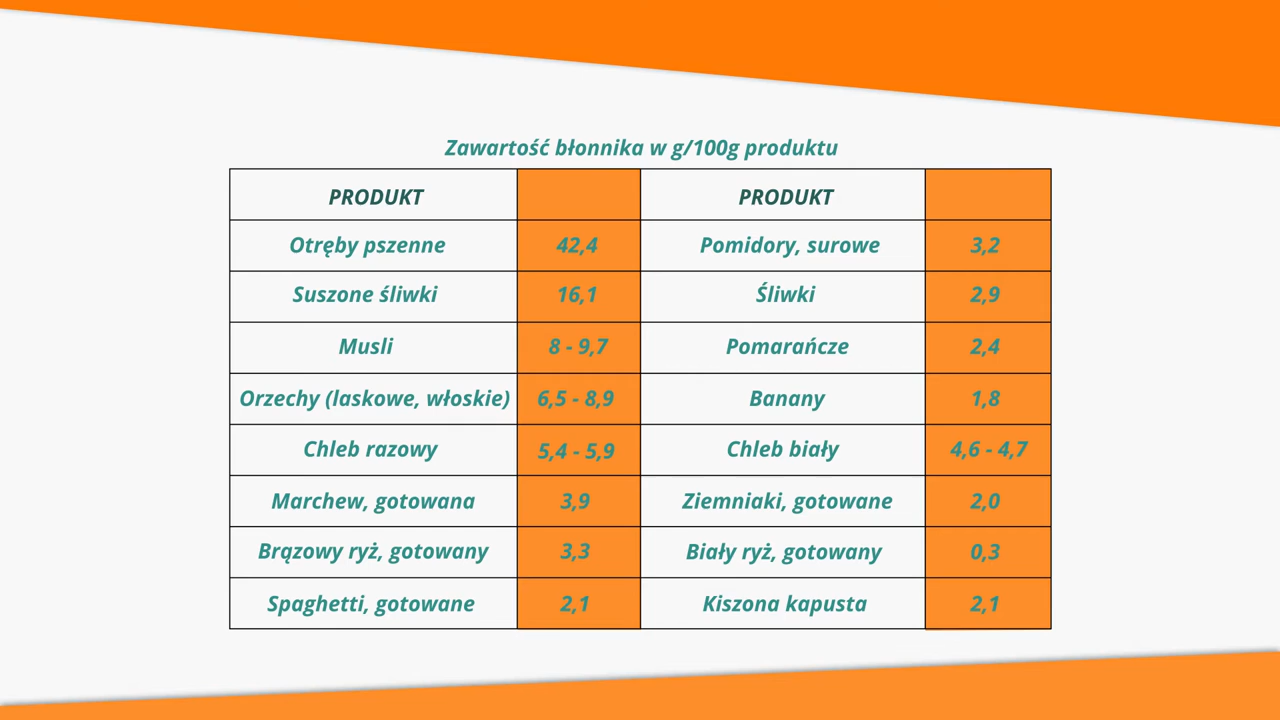 Zawartość błonnika w g/100g produktu
PRODUKT PRODUKT
Otręby pszenne 42,4 Pomidory, surowe 3,2
Suszone śliwki 16,1 Śliwki 2,9
Musli 8 - 9,7 Pomarańcze 2,4
Orzechy (laskowe, włoskie) 6,5 - 8,9 Banany 1,8
Chleb razowy 5,4 - 5,9 Chleb biały 4,6 - 4,7
Marchew, gotowana 3,9 Ziemniaki, gotowane 2,0
Brązowy ryż, gotowany 3,3 Biały ryż, gotowany 0,3
Spaghetti, gotowane 2,1 Kiszona kapusta 2,1